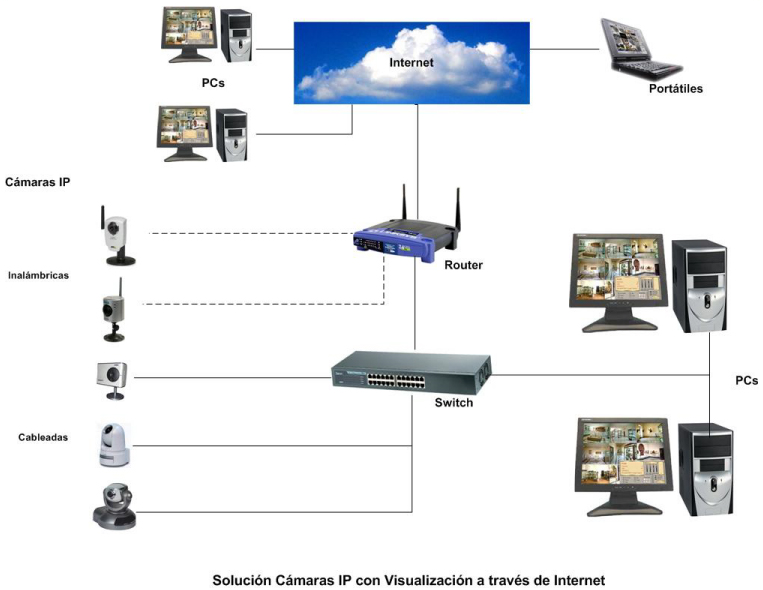 Internet
PCs
Portátiles
Cámaras IP
Inalámbricas
Router
Switch
PCs
Cableadas
Solución Cámaras IP con Visualización a través de Internet